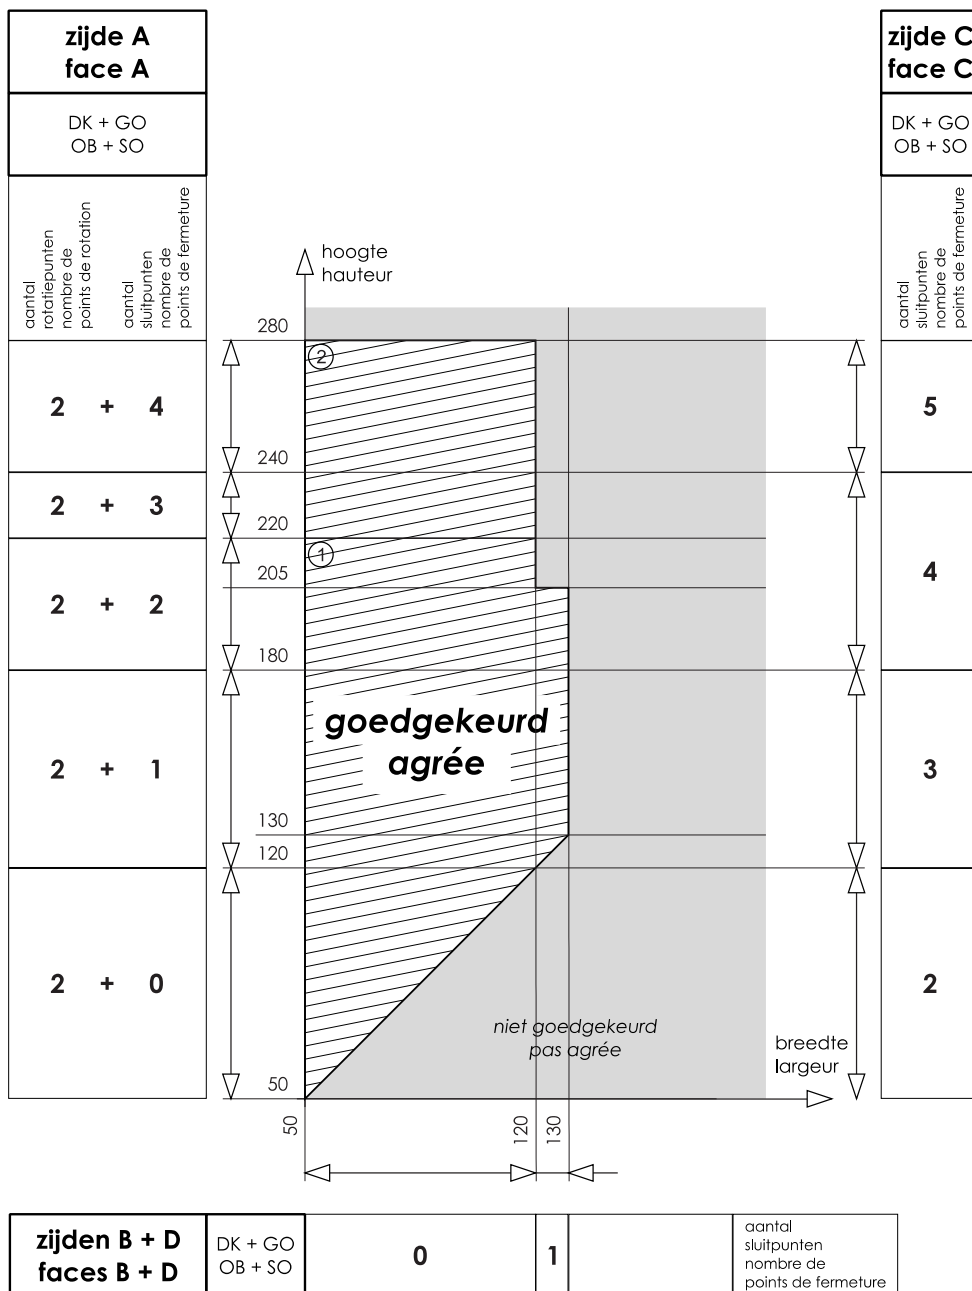 zijde A
face A
DK + GO
OB + SO
aantal
rotatiepunten
nombre de
points de rotation
aantal
sluitpunten
nombre de
points de fermeture
2 + 4
2 + 3
2 + 2
2 + 1
2 + 0
hoogte
hauteur
280
240
220
205
180
130
120
50
2
1
goedgekeurd
agrée
niet goedgekeurd
pas agrée
breedte
largeur
50
120
130
zijde C
face C
DK + GO
OB + SO
aantal
sluitpunten
nombre de
points de fermeture
5
4
3
2
zijden B + D
faces B + D
DK + GO
OB + SO
0
1
aantal
sluitpunten
nombre de
points de fermeture